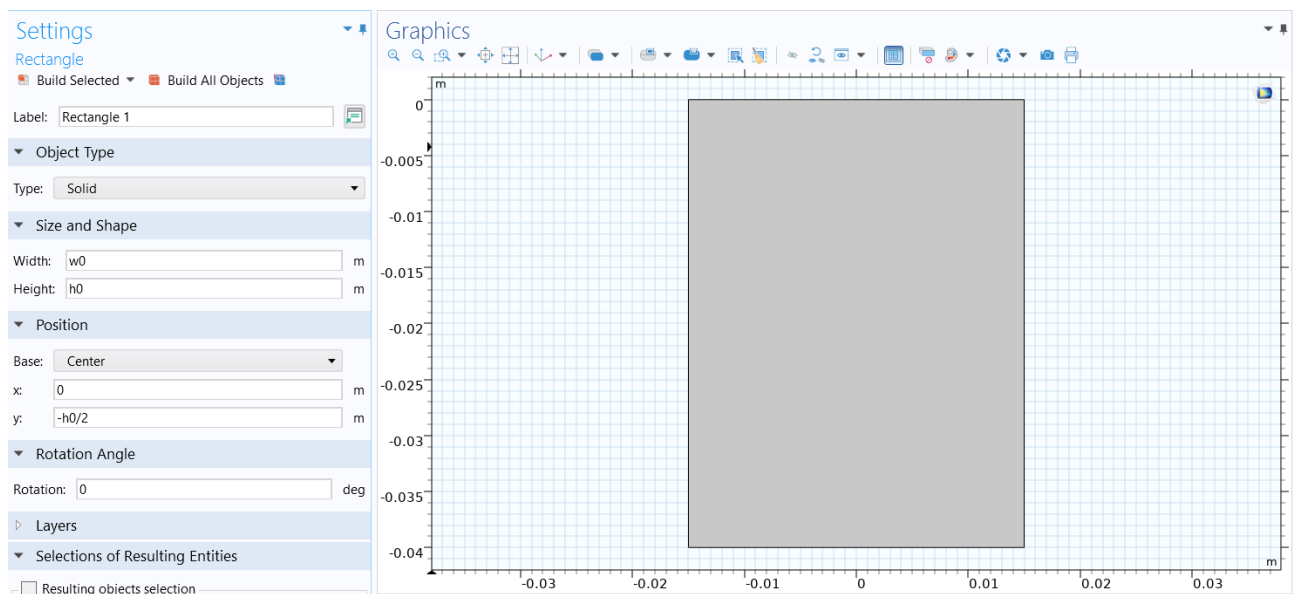 Settings
Rectangle
Build Selected Build All Objects
Label: Rectangle 1
Object Type
Type: Solid
Size and Shape
Width: w0 m
Height: h0 m
Position
Base: Center
x: 0 m
y: -h0/2 m
Rotation Angle
Rotation: 0 deg
Layers
Selections of Resulting Entities
Resulting objects selection
Graphics
m
0
-0.005
-0.01
-0.015
-0.02
-0.025
-0.03
-0.035
-0.04
m
-0.03 -0.02 -0.01 0 0.01 0.02 0.03